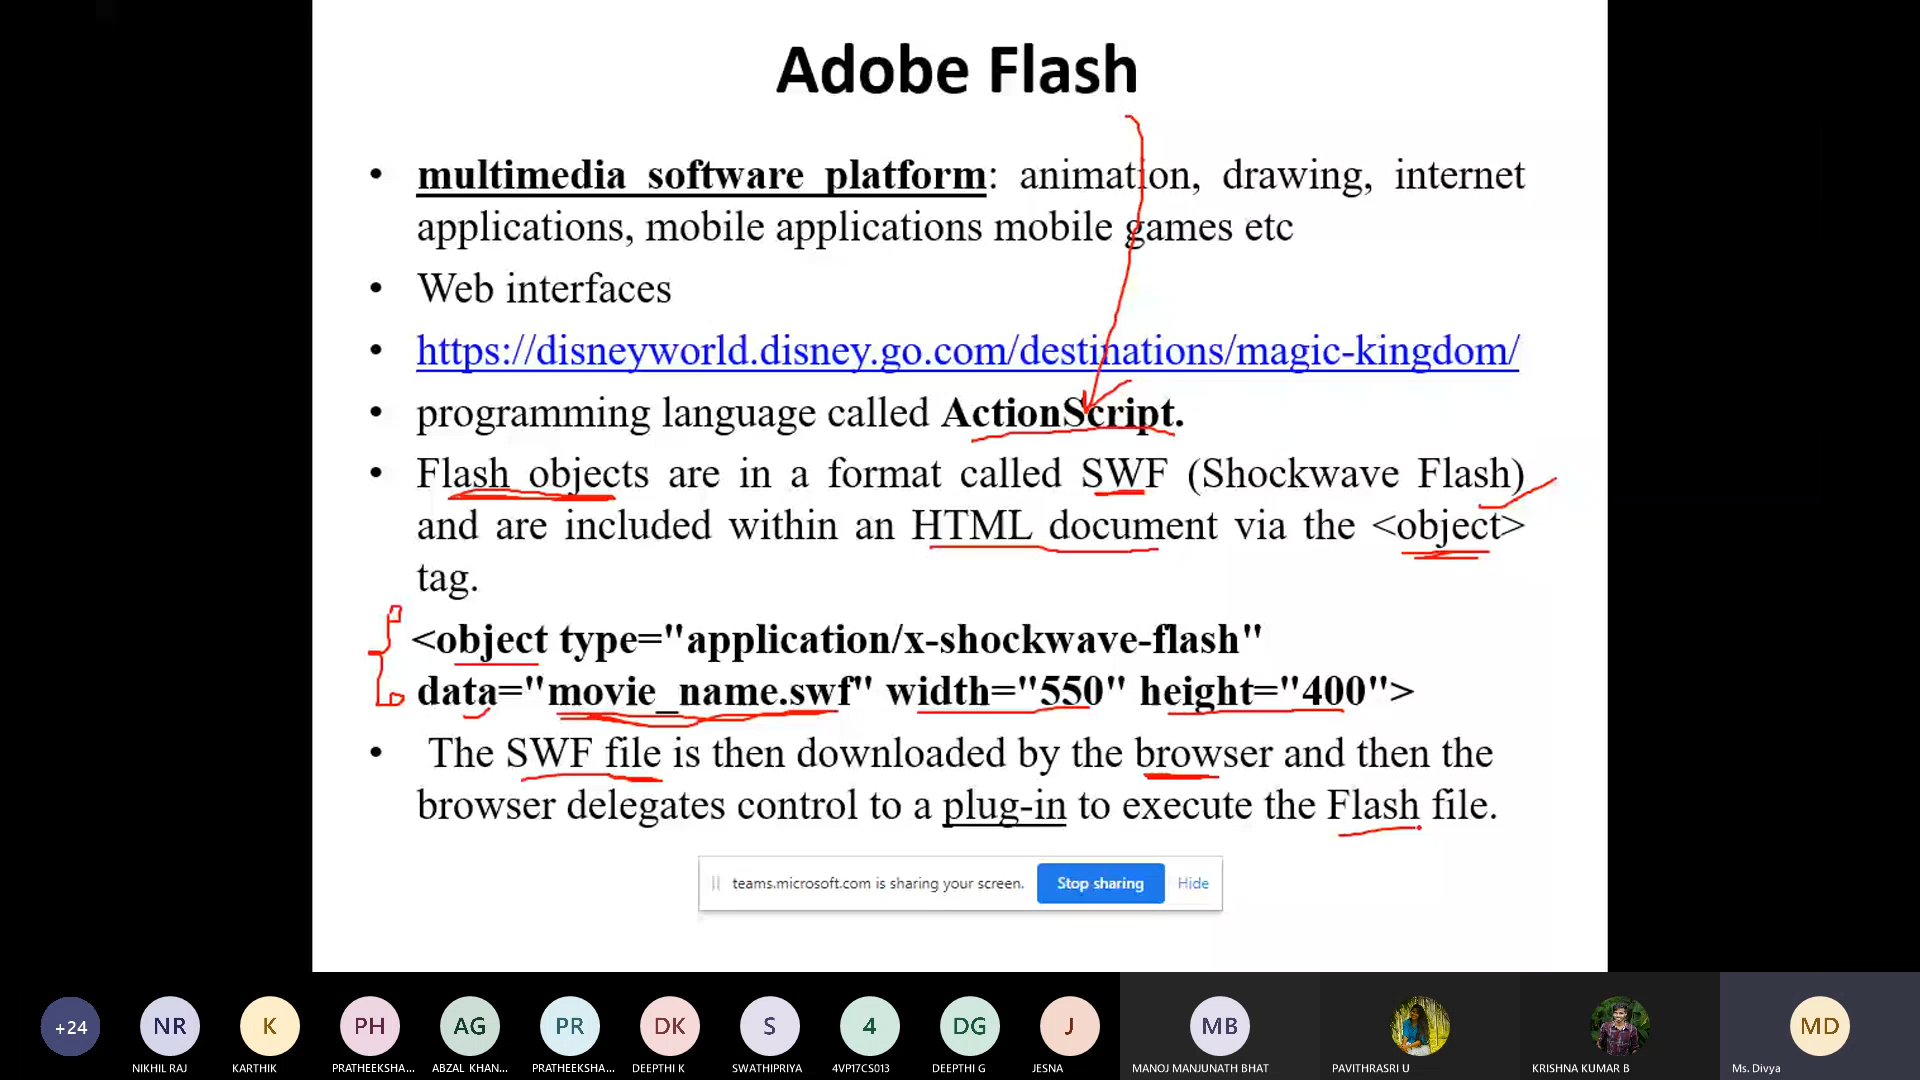 Adobe Flash
• multimedia software platform: animation, drawing, internet
applications, mobile applications mobile games etc
• Web interfaces
• https://disneyworld.disney.go.com/destinations/magic-kingdom/
• programming language called ActionScript.
• Flash objects are in a format called SWF (Shockwave Flash)
and are included within an HTML document via the <object>
tag.
<object type="application/x-shockwave-flash"
data="movie_name.swf" width="550" height="400">
• The SWF file is then downloaded by the browser and then the
browser delegates control to a plug-in to execute the Flash file.
teams.microsoft.com is sharing your screen. Stop sharing Hide
+24 NR K PH AG PR DK S 4 DG J MB MD
NIKHIL RAJ KARTHIK PRATHEEKSHA... ABZAL KHAN... PRATHEEKSHA... DEEPTHI K SWATHIPRIYA 4VP17CS013 DEEPTHI G JESNA MANOJ MANJUNATH BHAT PAVITHRASRI U KRISHNA KUMAR B Ms. Divya